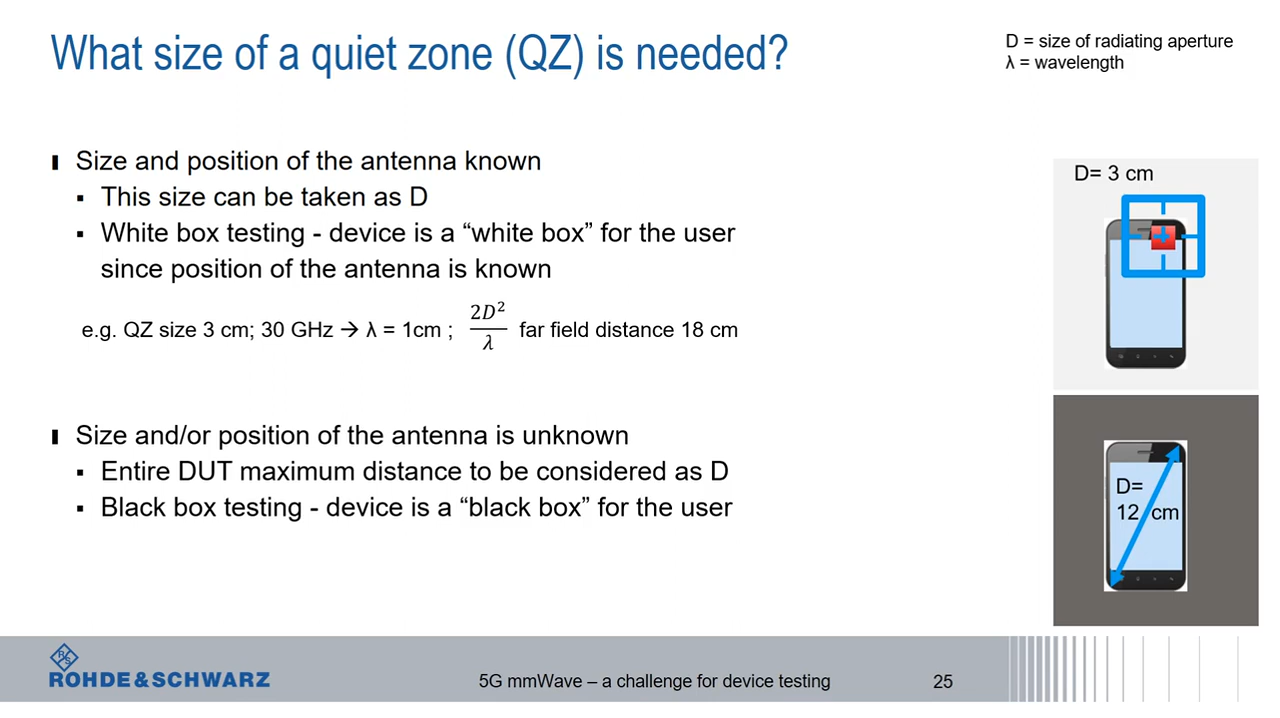 What size of a quiet zone (QZ) is needed?
D = size of radiating aperture
λ = wavelength
▌ Size and position of the antenna known
▪ This size can be taken as D
▪ White box testing - device is a “white box” for the user
since position of the antenna is known
e.g. QZ size 3 cm; 30 GHz → λ = 1cm ; 2D²/λ far field distance 18 cm
D= 3 cm
▌ Size and/or position of the antenna is unknown
▪ Entire DUT maximum distance to be considered as D
▪ Black box testing - device is a “black box” for the user
D=
12 cm
R&S
ROHDE&SCHWARZ
5G mmWave – a challenge for device testing
25